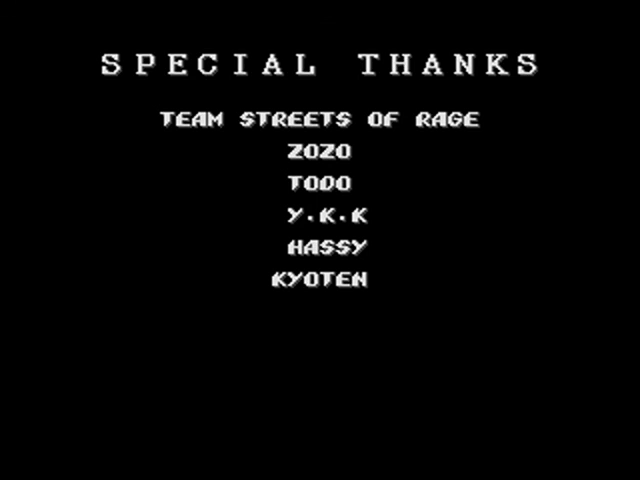 SPECIAL THANKS
TEAM STREETS OF RAGE
ZOZO
TODO
Y.K.K
HASSY
KYOTEN